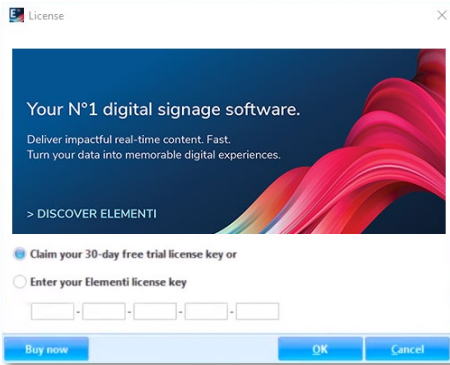 License
Your N°1 digital signage software.
Deliver impactful real-time content. Fast.
Turn your data into memorable digital experiences.
> DISCOVER ELEMENTI
Claim your 30-day free trial license key or
Enter your Elementi license key
- - - -
Buy now OK Cancel